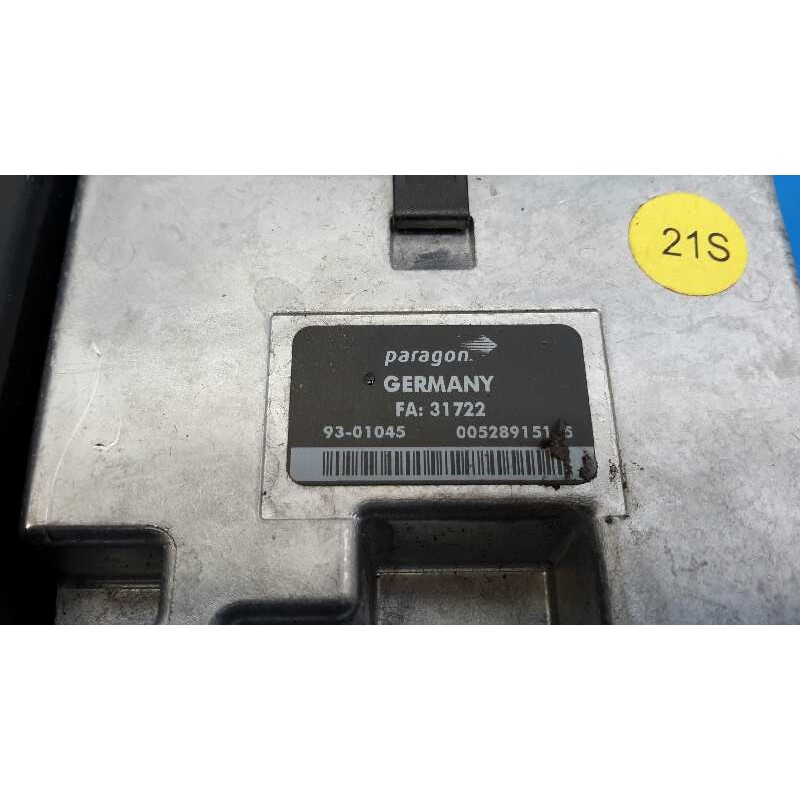 21S
paragon
GERMANY
FA: 31722
93-01045